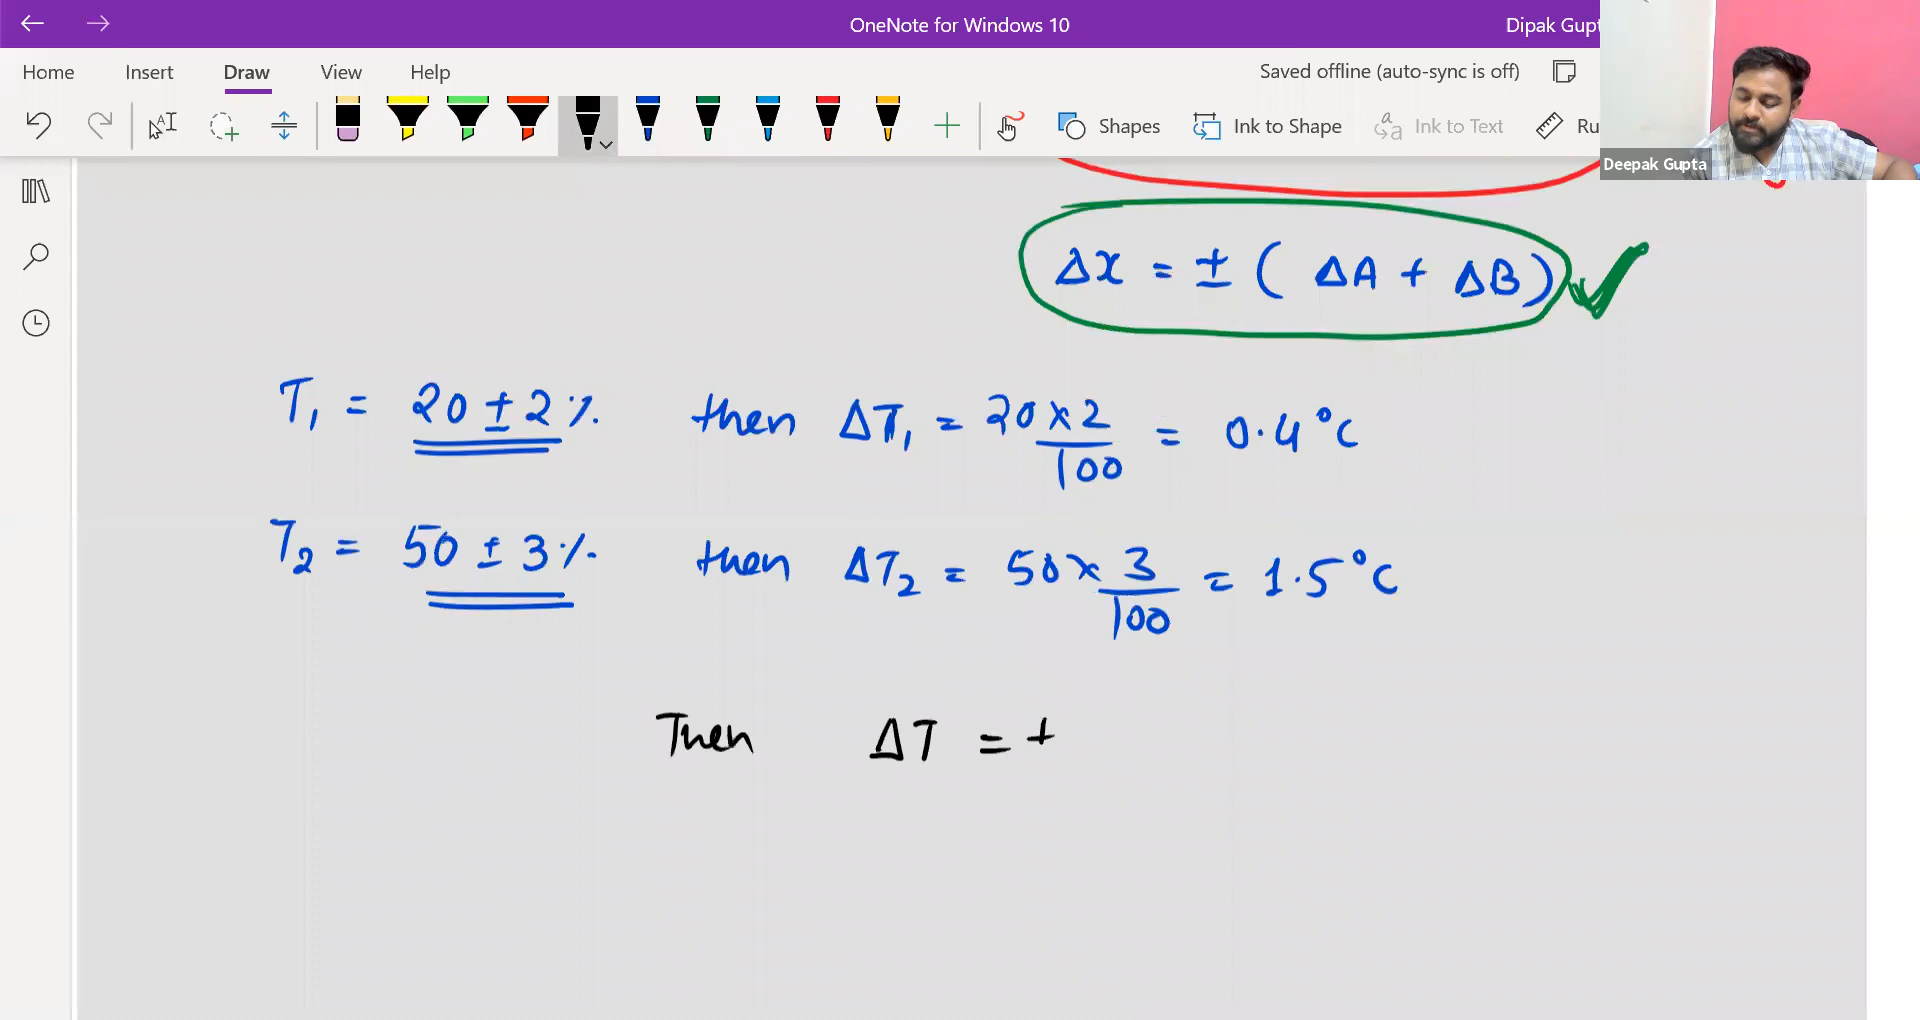 OneNote for Windows 10
Dipak Gupt
Home Insert Draw View Help
Saved offline (auto-sync is off)
Shapes Ink to Shape Ink to Text Ru
Deepak Gupta
Δx = ± ( ΔA + ΔB)
T₁ = 20 ± 2 % then ΔT₁ = 20 × 2 / 100 = 0.4°C
T₂ = 50 ± 3 % then ΔT₂ = 50 × 3 / 100 = 1.5°C
Then ΔT = +